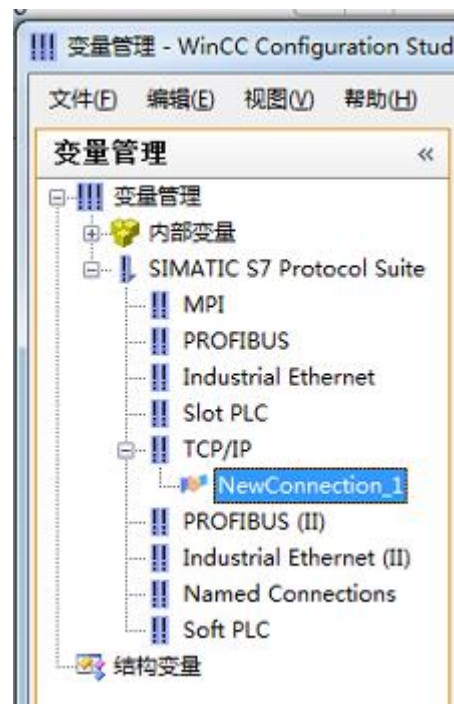 变量管理 - WinCC Configuration Stud
文件(F) 编辑(E) 视图(V) 帮助(H)
变量管理 «
变量管理
内部变量
SIMATIC S7 Protocol Suite
MPI
PROFIBUS
Industrial Ethernet
Slot PLC
TCP/IP
NewConnection_1
PROFIBUS (II)
Industrial Ethernet (II)
Named Connections
Soft PLC
结构变量